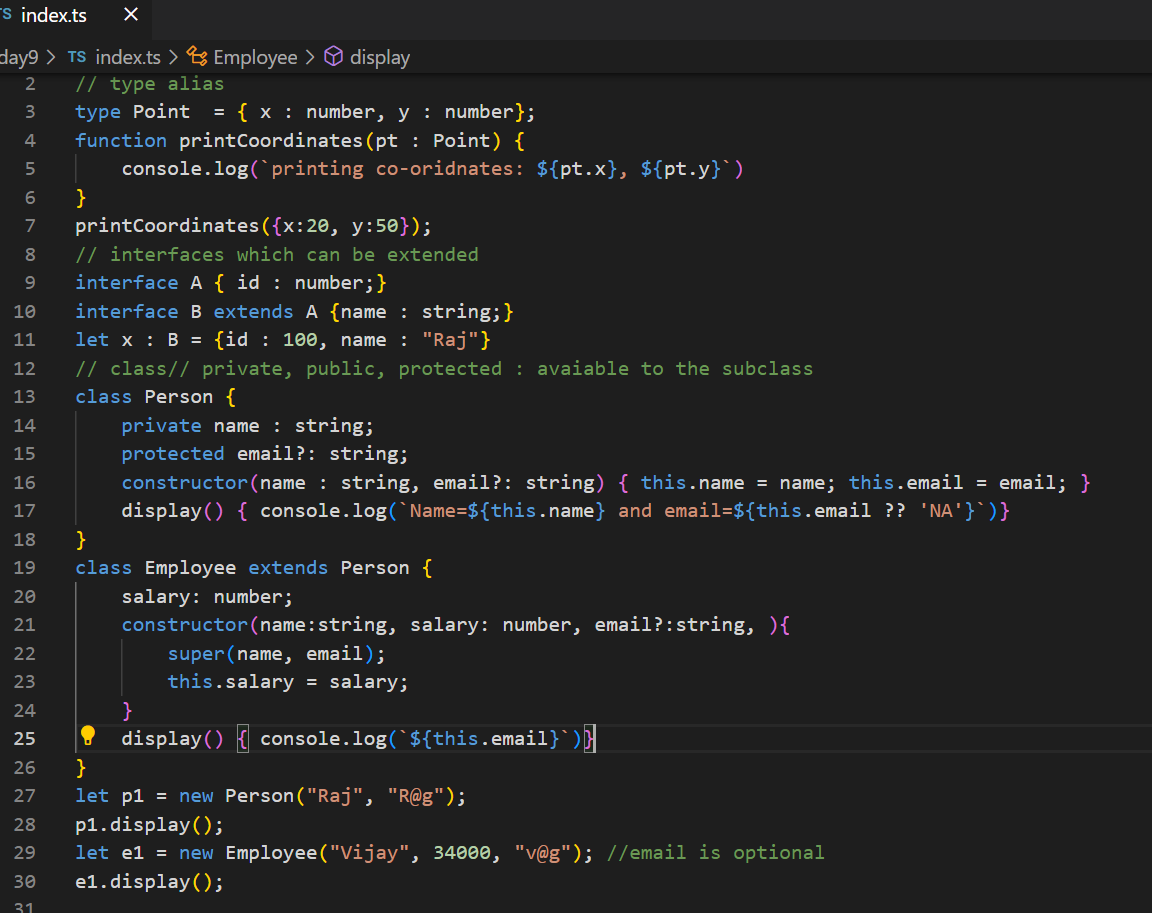 TS index.ts ×
day9 > TS index.ts > Employee > display
2 // type alias
3 type Point  = { x : number, y : number};
4 function printCoordinates(pt : Point) {
5     console.log(`printing co-oridnates: ${pt.x}, ${pt.y}`)
6 }
7 printCoordinates({x:20, y:50});
8 // interfaces which can be extended
9 interface A { id : number;}
10 interface B extends A {name : string;}
11 let x : B = {id : 100, name : "Raj"}
12 // class// private, public, protected : avaiable to the subclass
13 class Person {
14     private name : string;
15     protected email?: string;
16     constructor(name : string, email?: string) { this.name = name; this.email = email; }
17     display() { console.log(`Name=${this.name} and email=${this.email ?? 'NA'}`)}
18 }
19 class Employee extends Person {
20     salary: number;
21     constructor(name:string, salary: number, email?:string, ){
22         super(name, email);
23         this.salary = salary;
24     }
25     display() { console.log(`${this.email}`)}
26 }
27 let p1 = new Person("Raj", "R@g");
28 p1.display();
29 let e1 = new Employee("Vijay", 34000, "v@g"); //email is optional
30 e1.display();
31